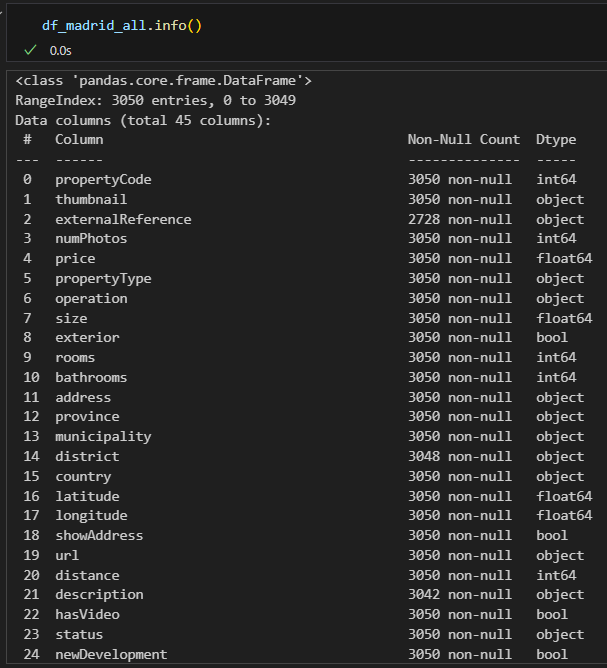 df_madrid_all.info()
0.0s
<class 'pandas.core.frame.DataFrame'>
RangeIndex: 3050 entries, 0 to 3049
Data columns (total 45 columns):
 #   Column                                      Non-Null Count  Dtype
---  ------                                      --------------  -----
 0   propertyCode                                3050 non-null   int64
 1   thumbnail                                   3050 non-null   object
 2   externalReference                           2728 non-null   object
 3   numPhotos                                   3050 non-null   int64
 4   price                                       3050 non-null   float64
 5   propertyType                                3050 non-null   object
 6   operation                                   3050 non-null   object
 7   size                                        3050 non-null   float64
 8   exterior                                    3050 non-null   bool
 9   rooms                                       3050 non-null   int64
 10  bathrooms                                   3050 non-null   int64
 11  address                                     3050 non-null   object
 12  province                                    3050 non-null   object
 13  municipality                                3050 non-null   object
 14  district                                    3048 non-null   object
 15  country                                     3050 non-null   object
 16  latitude                                    3050 non-null   float64
 17  longitude                                   3050 non-null   float64
 18  showAddress                                 3050 non-null   bool
 19  url                                         3050 non-null   object
 20  distance                                    3050 non-null   int64
 21  description                                 3042 non-null   object
 22  hasVideo                                    3050 non-null   bool
 23  status                                      3050 non-null   object
 24  newDevelopment                              3050 non-null   bool